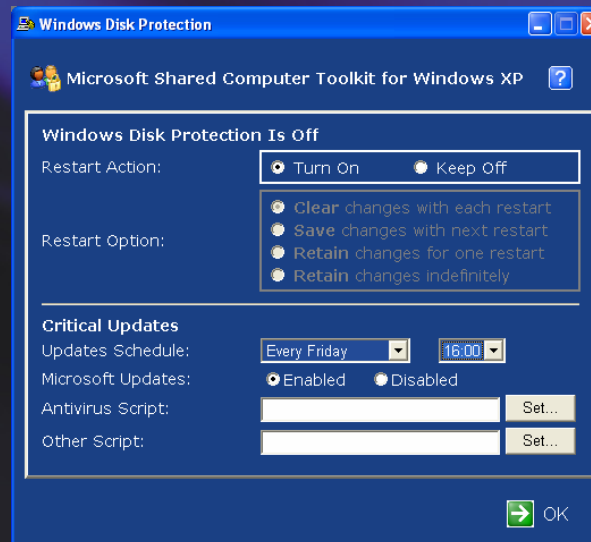 Windows Disk Protection
Microsoft Shared Computer Toolkit for Windows XP ?
Windows Disk Protection Is Off
Restart Action: Turn On Keep Off
Restart Option:
Clear changes with each restart
Save changes with next restart
Retain changes for one restart
Retain changes indefinitely
Critical Updates
Updates Schedule: Every Friday 16:00
Microsoft Updates: Enabled Disabled
Antivirus Script: Set...
Other Script: Set...
OK